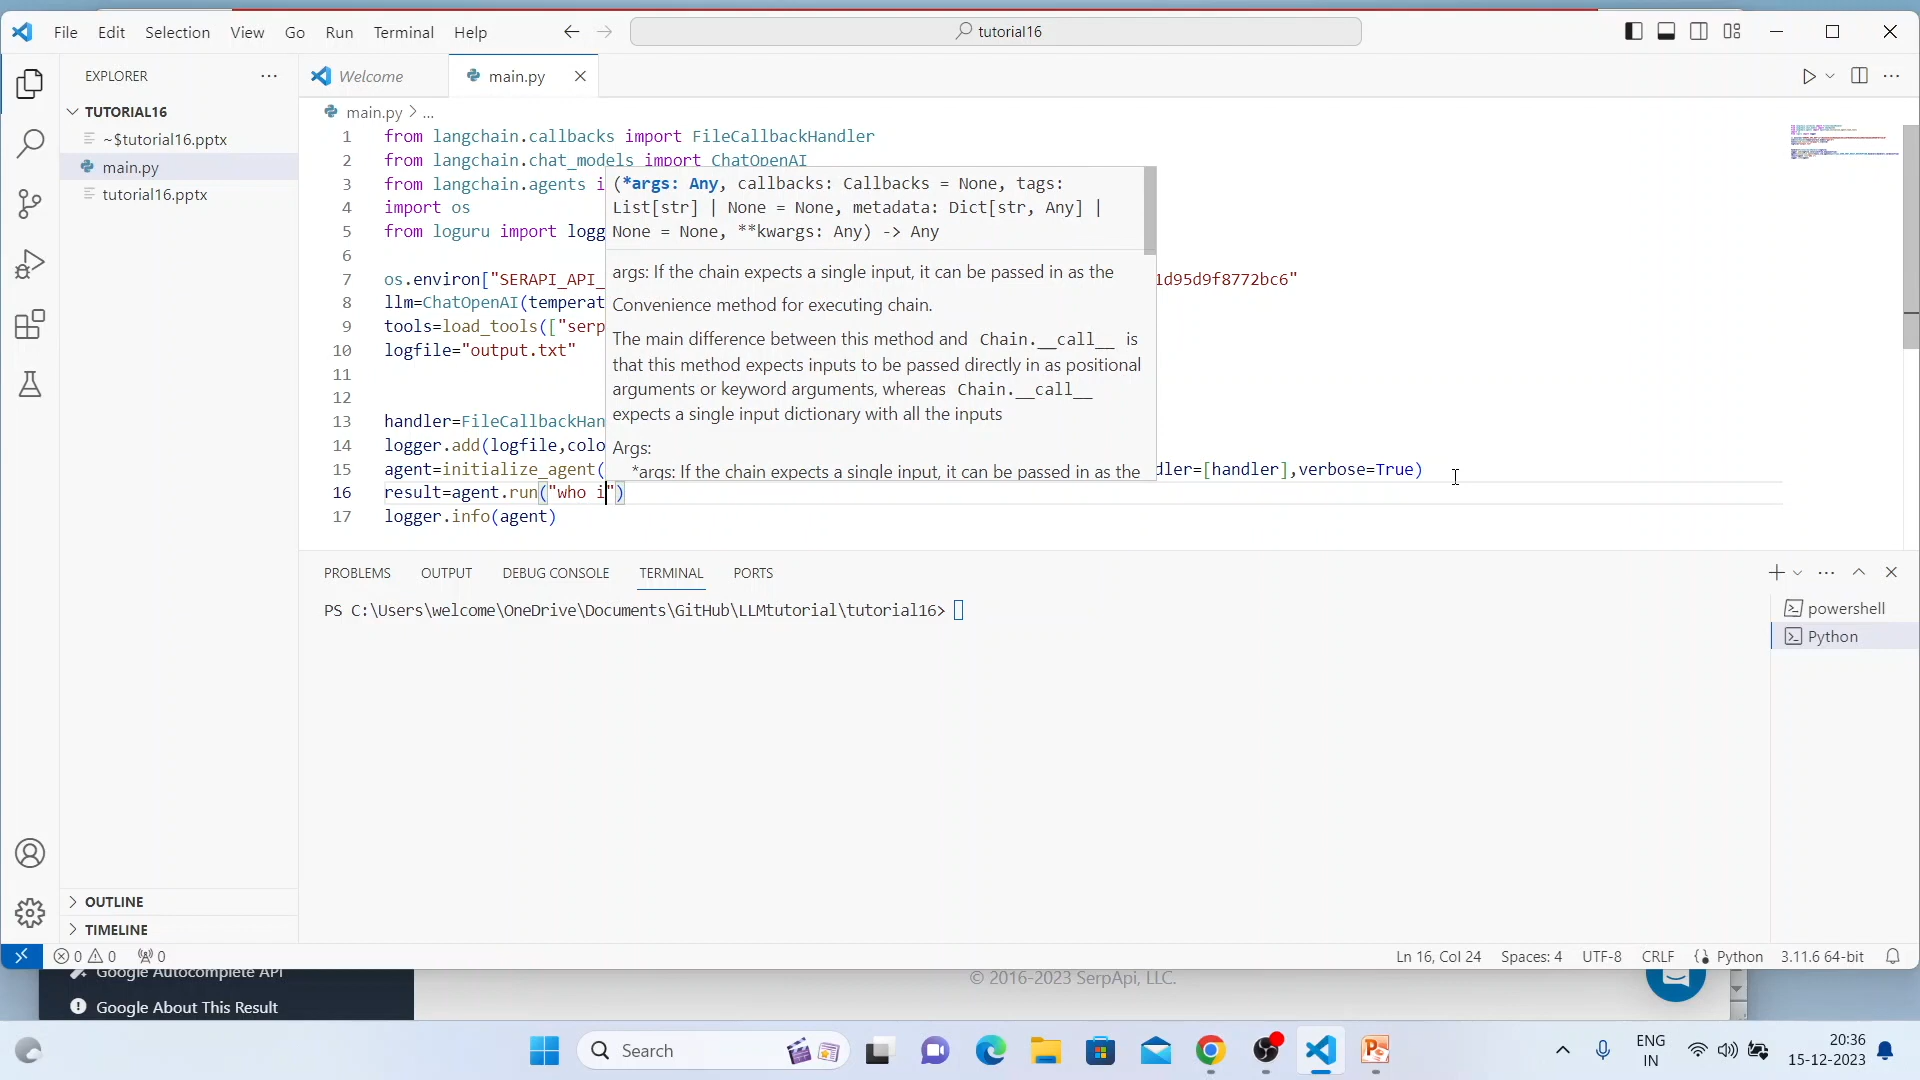 File Edit Selection View Go Run Terminal Help
tutorial16
EXPLORER
Welcome
main.py
TUTORIAL16
~$tutorial16.pptx
main.py
tutorial16.pptx
main.py > ...
1 from langchain.callbacks import FileCallbackHandler
2 from langchain.chat_models import ChatOpenAI
3 from langchain.agents i
4 import os
5 from loguru import logg
6
7 os.environ["SERAPI_API_ 1d95d9f8772bc6"
8 llm=ChatOpenAI(temperat
9 tools=load_tools(["serp
10 logfile="output.txt"
11
12
13 handler=FileCallbackHan
14 logger.add(logfile,colo
15 agent=initialize_agent( dler=[handler],verbose=True)
16 result=agent.run("who i")
17 logger.info(agent)
(*args: Any, callbacks: Callbacks = None, tags:
List[str] | None = None, metadata: Dict[str, Any] |
None = None, **kwargs: Any) -> Any
args: If the chain expects a single input, it can be passed in as the
Convenience method for executing chain.
The main difference between this method and Chain.__call__ is
that this method expects inputs to be passed directly in as positional
arguments or keyword arguments, whereas Chain.__call__
expects a single input dictionary with all the inputs
Args:
*args: If the chain expects a single input, it can be passed in as the
PROBLEMS OUTPUT DEBUG CONSOLE TERMINAL PORTS
PS C:\Users\welcome\OneDrive\Documents\GitHub\LLMtutorial\tutorial16>
powershell
Python
OUTLINE
TIMELINE
0 0 0
Ln 16, Col 24 Spaces: 4 UTF-8 CRLF Python 3.11.6 64-bit
Google Autocomplete API
Google About This Result
© 2016-2023 SerpApi, LLC.
Search
ENG
IN
20:36
15-12-2023